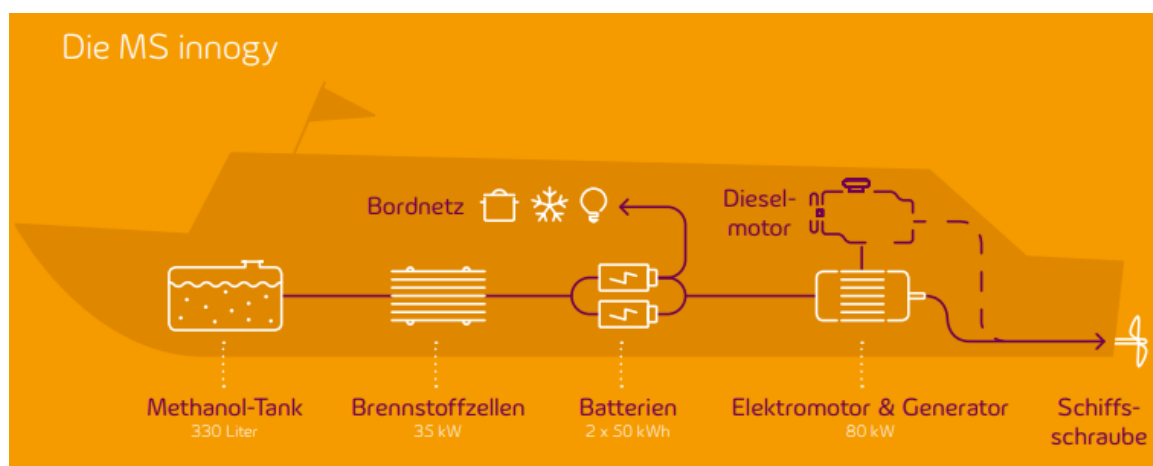 Die MS innogy
Bordnetz
Diesel-
motor
Methanol-Tank
330 Liter
Brennstoffzellen
35 kW
Batterien
2 x 50 kWh
Elektromotor & Generator
80 kW
Schiffs-
schraube